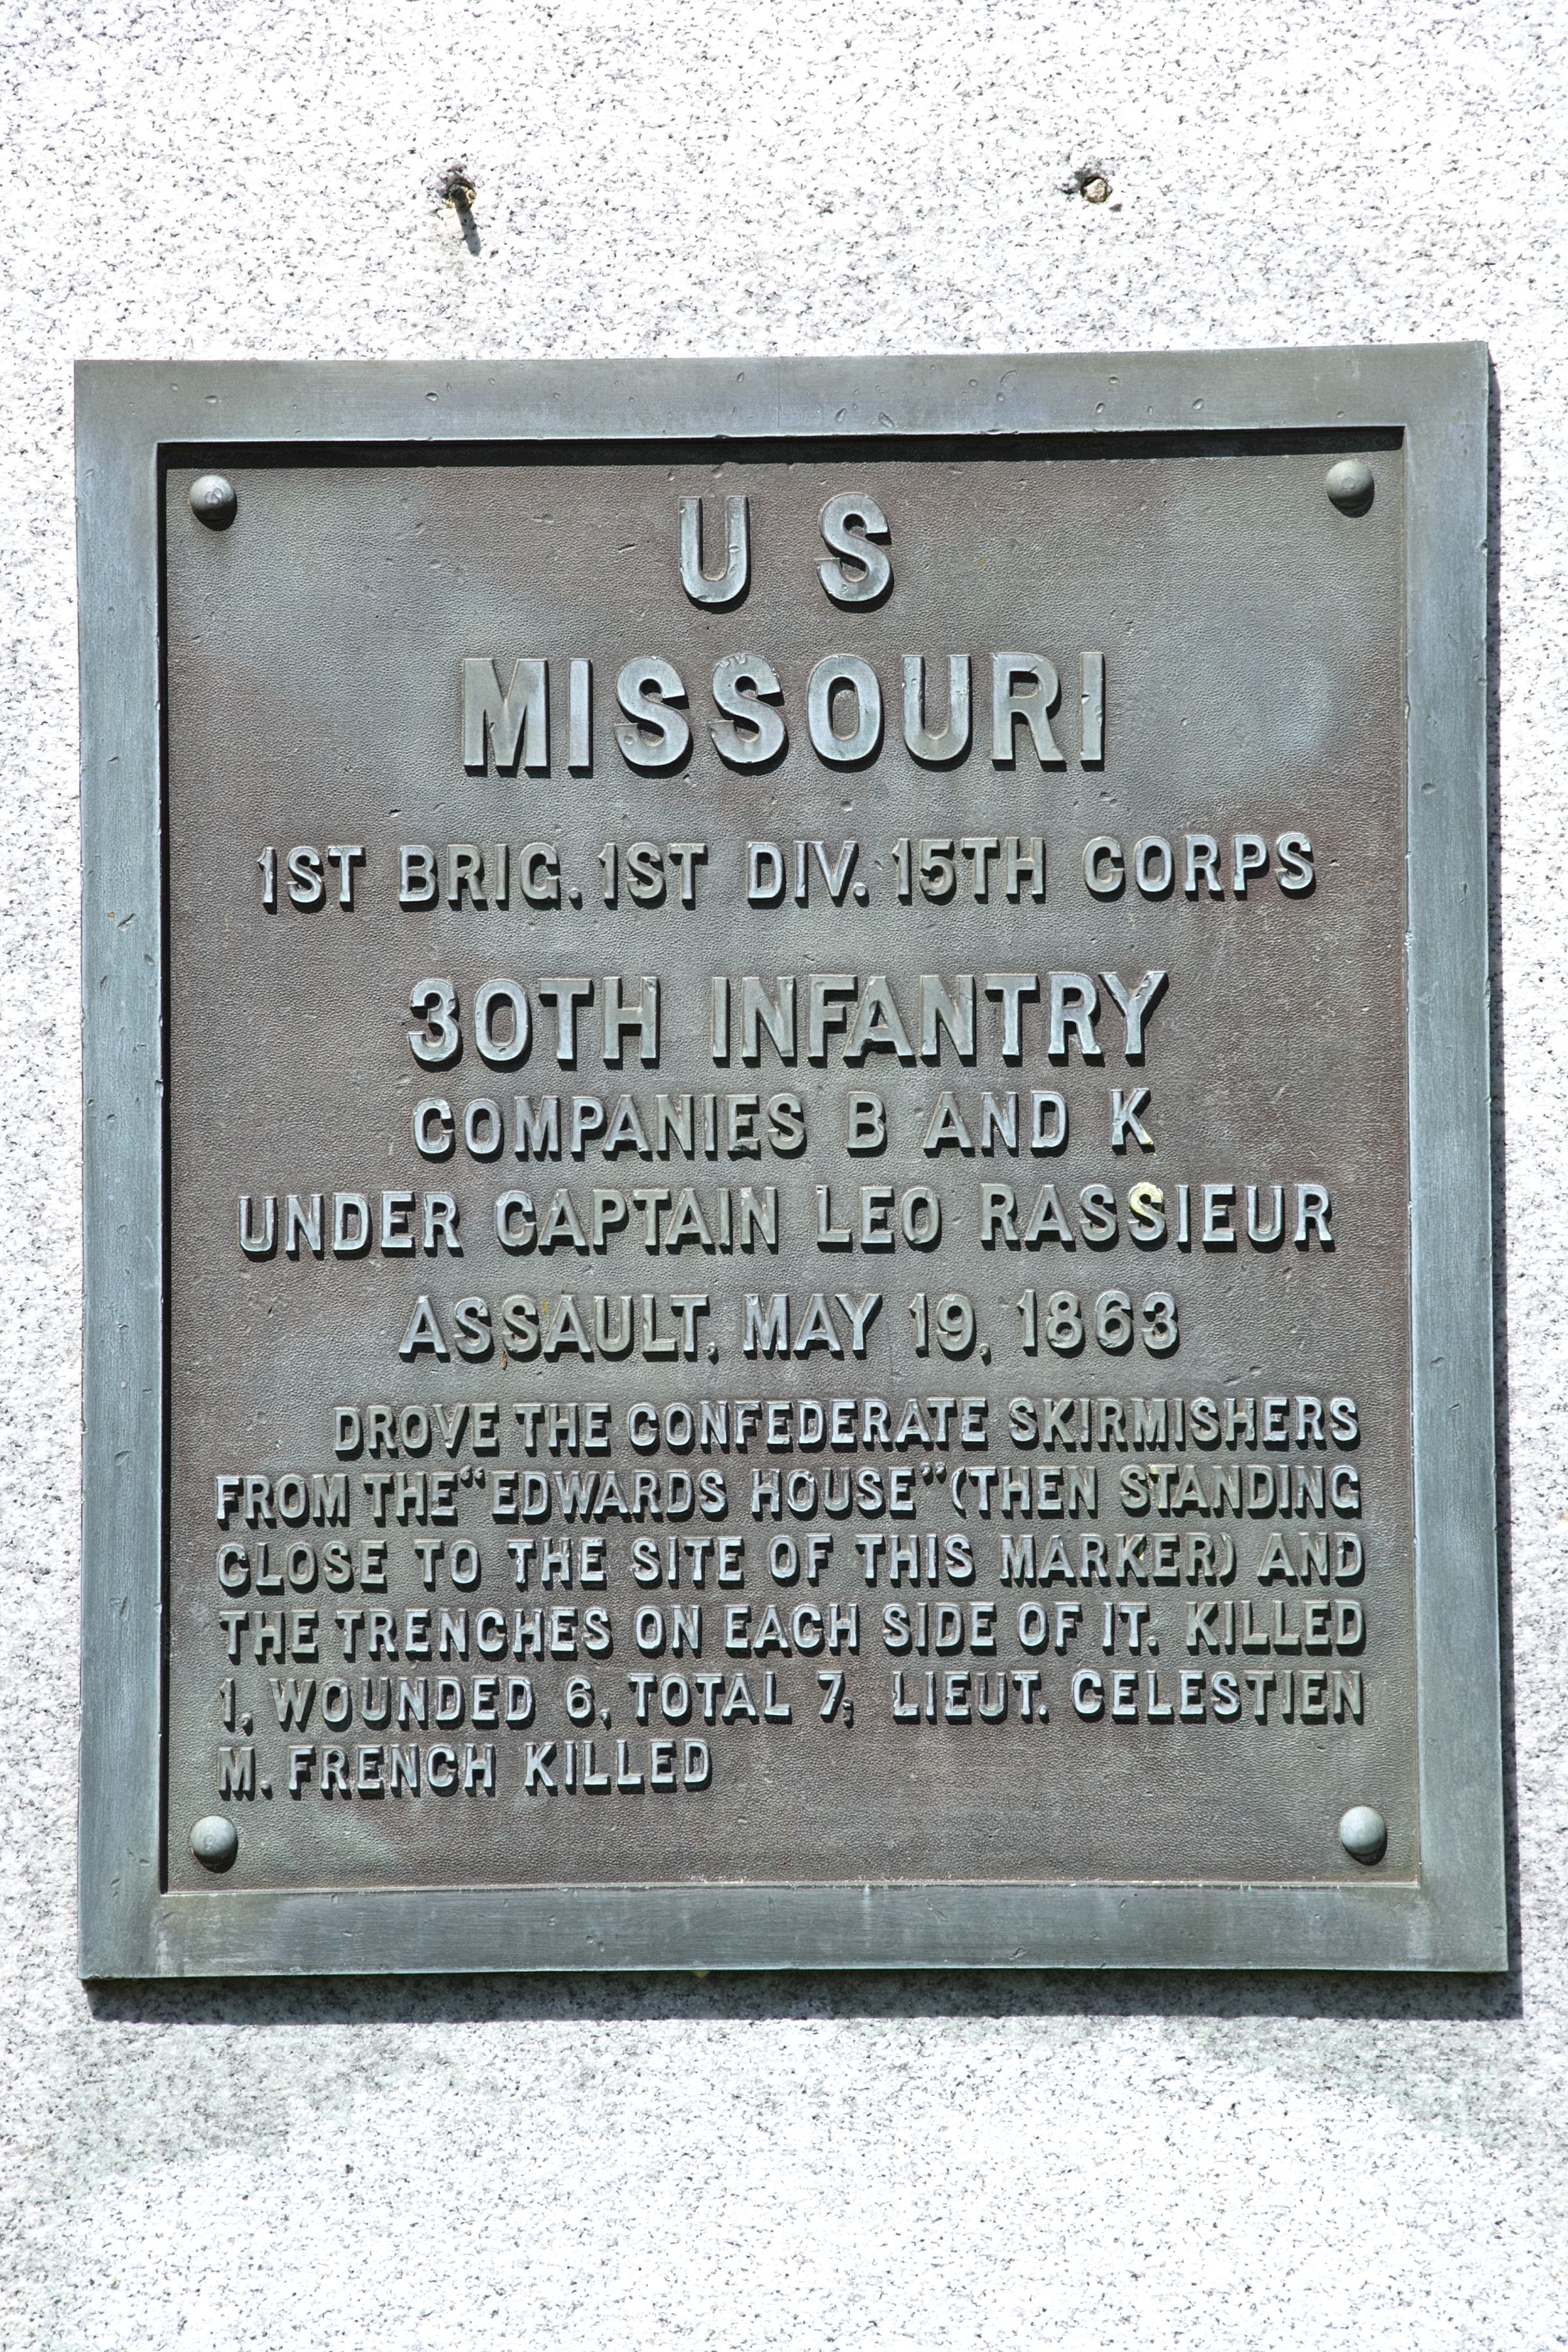 U S
MISSOURI
1ST BRIG. 1ST DIV. 15TH CORPS
30TH INFANTRY
COMPANIES B AND K
UNDER CAPTAIN LEO RASSIEUR
ASSAULT, MAY 19, 1863
DROVE THE CONFEDERATE SKIRMISHERS
FROM THE “EDWARDS HOUSE” (THEN STANDING
CLOSE TO THE SITE OF THIS MARKER) AND
THE TRENCHES ON EACH SIDE OF IT. KILLED
1, WOUNDED 6, TOTAL 7; LIEUT. CELESTIEN
M. FRENCH KILLED